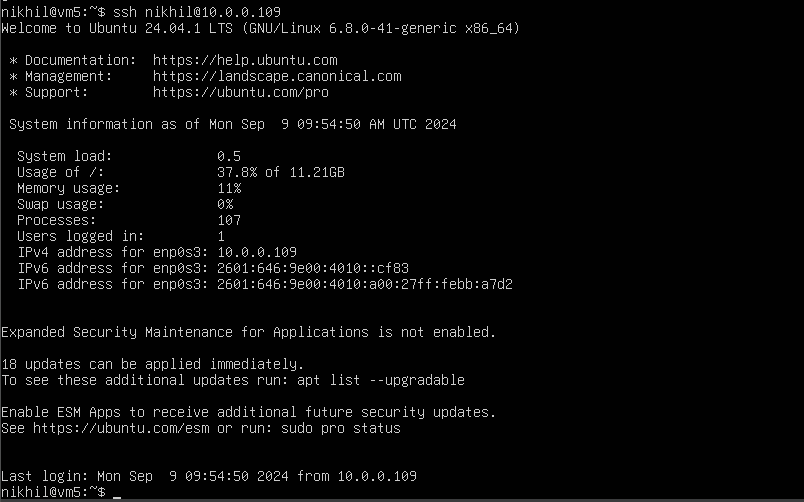 nikhil@vm5:~$ ssh nikhil@10.0.0.109
Welcome to Ubuntu 24.04.1 LTS (GNU/Linux 6.8.0-41-generic x86_64)
* Documentation: https://help.ubuntu.com
* Management: https://landscape.canonical.com
* Support: https://ubuntu.com/pro
System information as of Mon Sep 9 09:54:50 AM UTC 2024
System load: 0.5
Usage of /: 37.8% of 11.21GB
Memory usage: 11%
Swap usage: 0%
Processes: 107
Users logged in: 1
IPv4 address for enp0s3: 10.0.0.109
IPv6 address for enp0s3: 2601:646:9e00:4010::cf83
IPv6 address for enp0s3: 2601:646:9e00:4010:a00:27ff:febb:a7d2
Expanded Security Maintenance for Applications is not enabled.
18 updates can be applied immediately.
To see these additional updates run: apt list --upgradable
Enable ESM Apps to receive additional future security updates.
See https://ubuntu.com/esm or run: sudo pro status
Last login: Mon Sep 9 09:54:50 2024 from 10.0.0.109
nikhil@vm5:~$ _